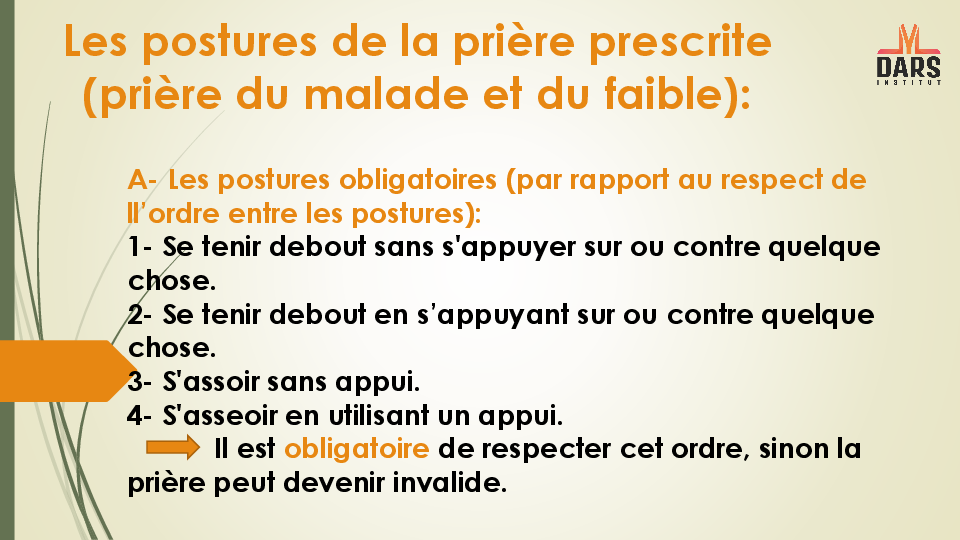 Les postures de la prière prescrite
(prière du malade et du faible):
DARS
INSTITUT
A- Les postures obligatoires (par rapport au respect de
ll’ordre entre les postures):
1- Se tenir debout sans s'appuyer sur ou contre quelque
chose.
2- Se tenir debout en s’appuyant sur ou contre quelque
chose.
3- S'assoir sans appui.
4- S'asseoir en utilisant un appui.
Il est obligatoire de respecter cet ordre, sinon la
prière peut devenir invalide.